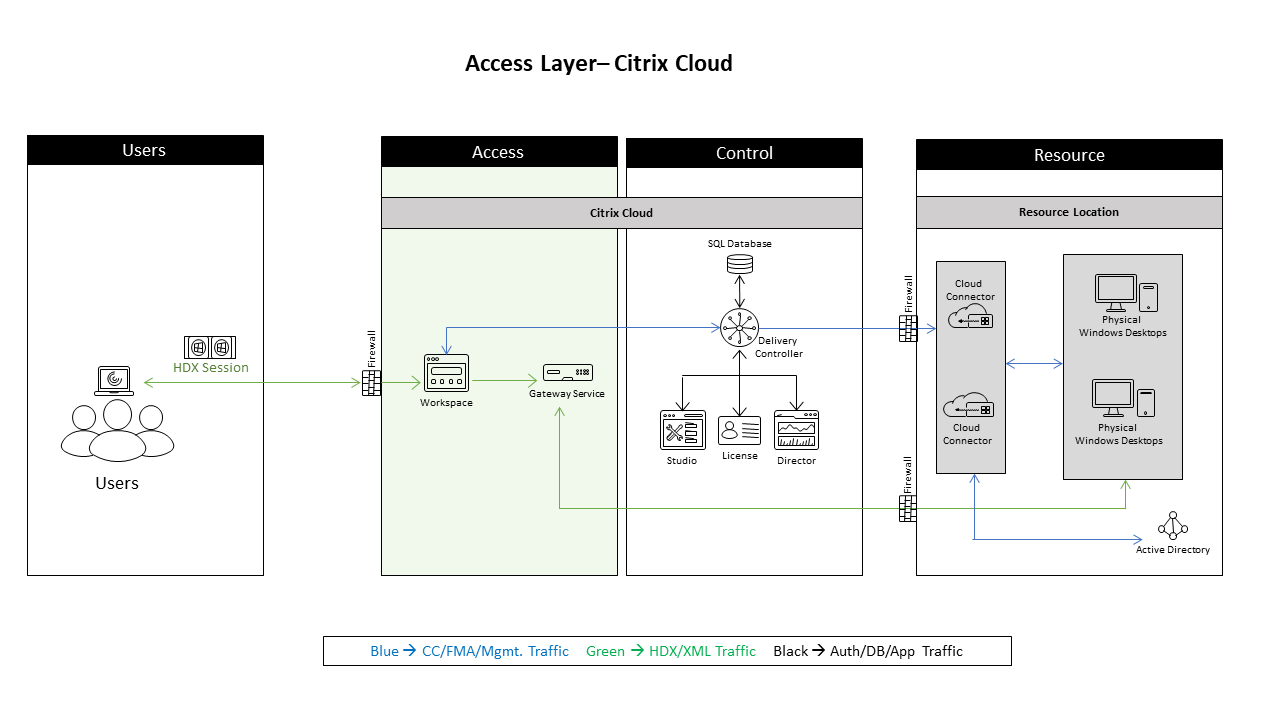 Access Layer– Citrix Cloud
Users
Access
Control
Resource
Citrix Cloud
Resource Location
HDX Session
Users
Firewall
Workspace
Gateway Service
SQL Database
Delivery
Controller
Studio
License
Director
Firewall
Firewall
Cloud
Connector
Cloud
Connector
Physical
Windows Desktops
Physical
Windows Desktops
Active Directory
Blue → CC/FMA/Mgmt. Traffic Green → HDX/XML Traffic Black → Auth/DB/App Traffic